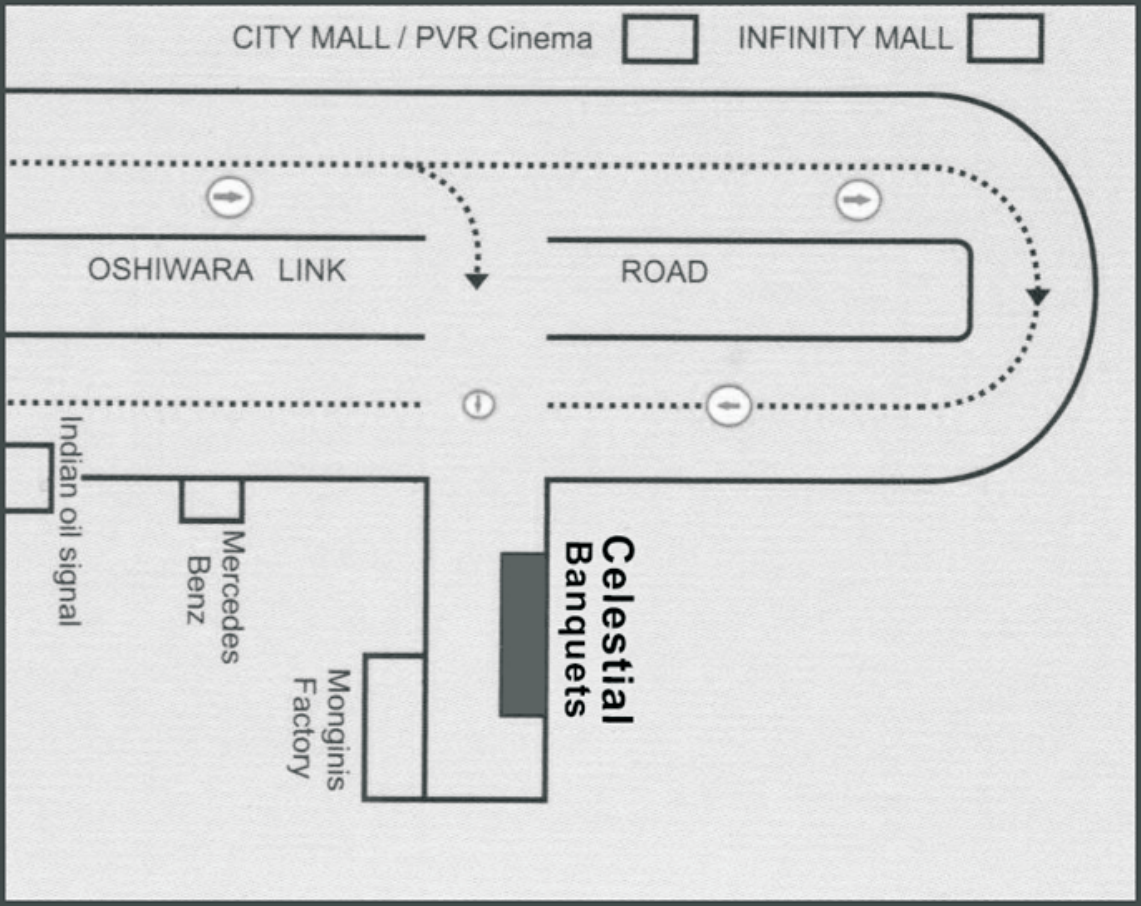 CITY MALL / PVR Cinema
INFINITY MALL
OSHIWARA LINK ROAD
Indian oil signal
Mercedes
Benz
Monginis
Factory
Celestial
Banquets